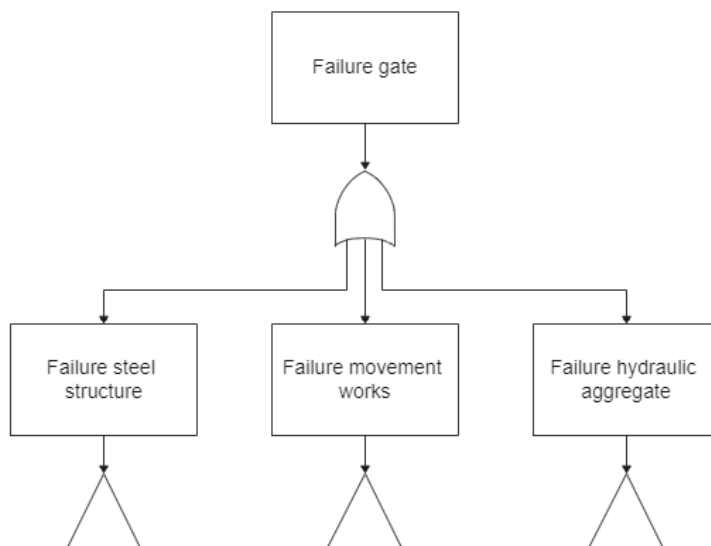 Failure gate
Failure steel
structure
Failure movement
works
Failure hydraulic
aggregate